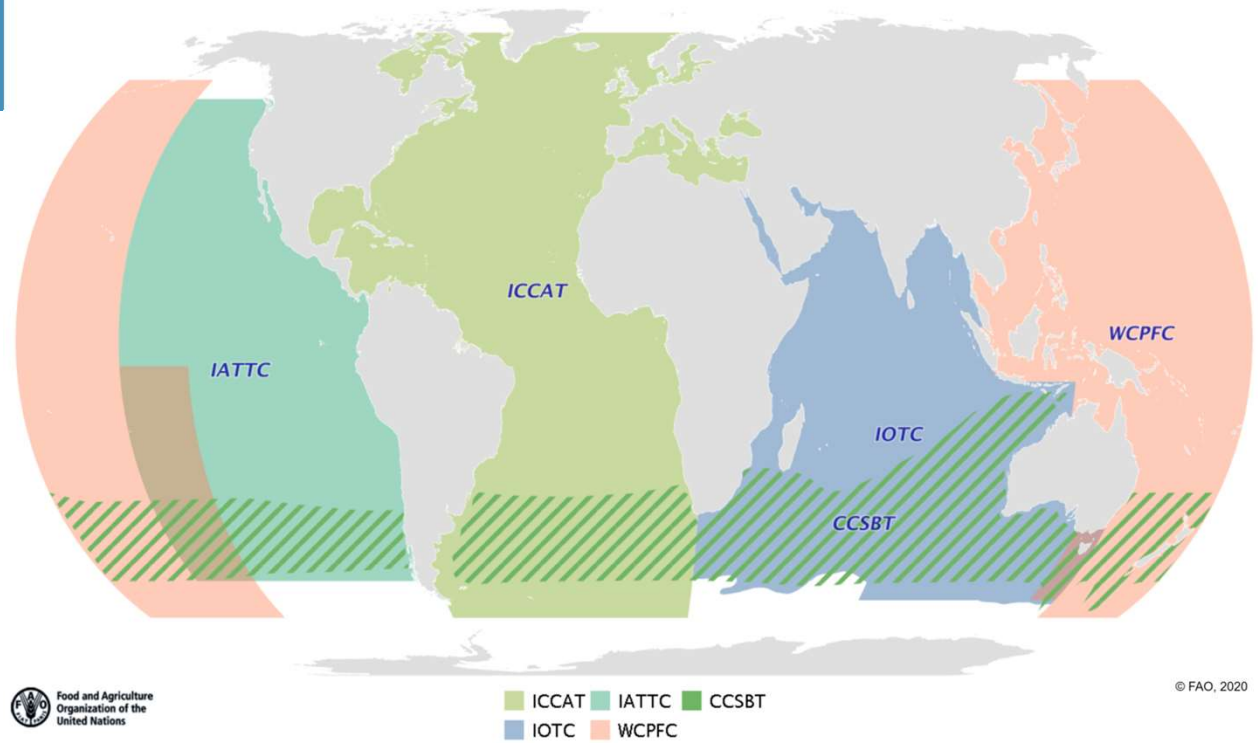 ICCAT
WCPFC
IATTC
IOTC
CCSBT
Food and Agriculture
Organization of the
United Nations
ICCAT IATTC CCSBT
IOTC WCPFC
© FAO, 2020